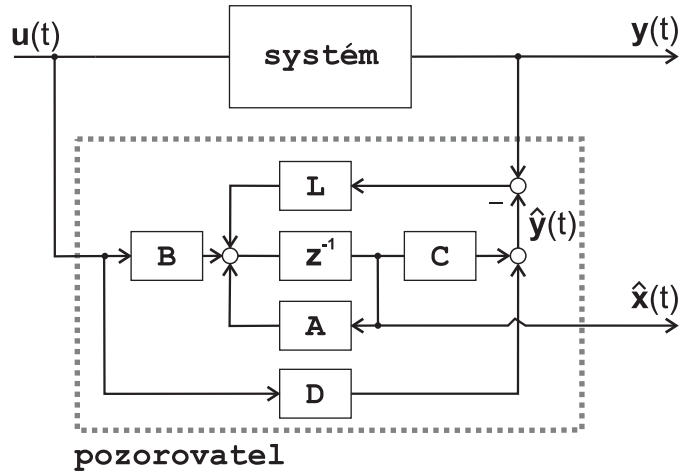 u(t)
systém
y(t)
L
−
ŷ(t)
B
z⁻¹
C
x̂(t)
A
D
pozorovatel